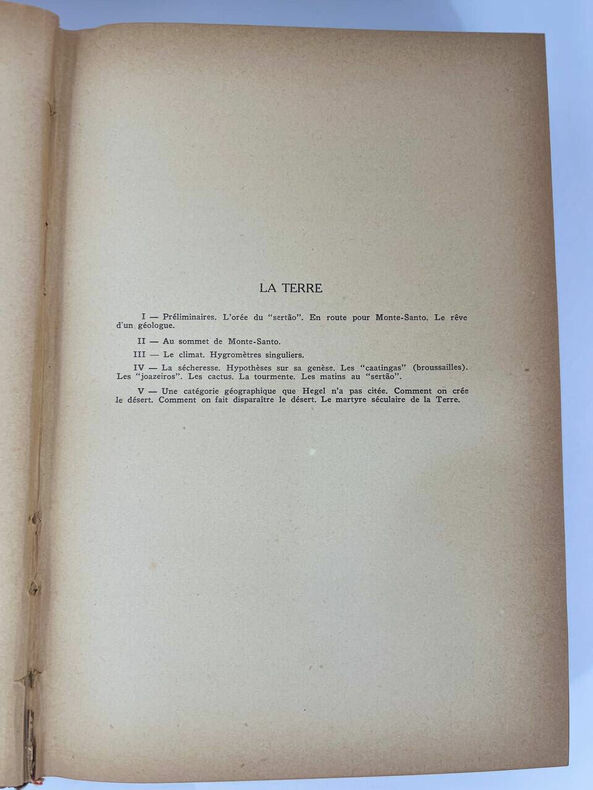 LA TERRE
I — Préliminaires. L'orée du "sertão". En route pour Monte-Santo. Le rêve
d'un géologue.
II — Au sommet de Monte-Santo.
III — Le climat. Hygromètres singuliers.
IV — La sécheresse. Hypothèses sur sa genèse. Les "caatingas" (broussailles).
Les "joazeiros". Les cactus. La tourmente. Les matins au "sertão".
V — Une catégorie géographique que Hegel n'a pas citée. Comment on crée
le désert. Comment on fait disparaître le désert. Le martyre séculaire de la Terre.